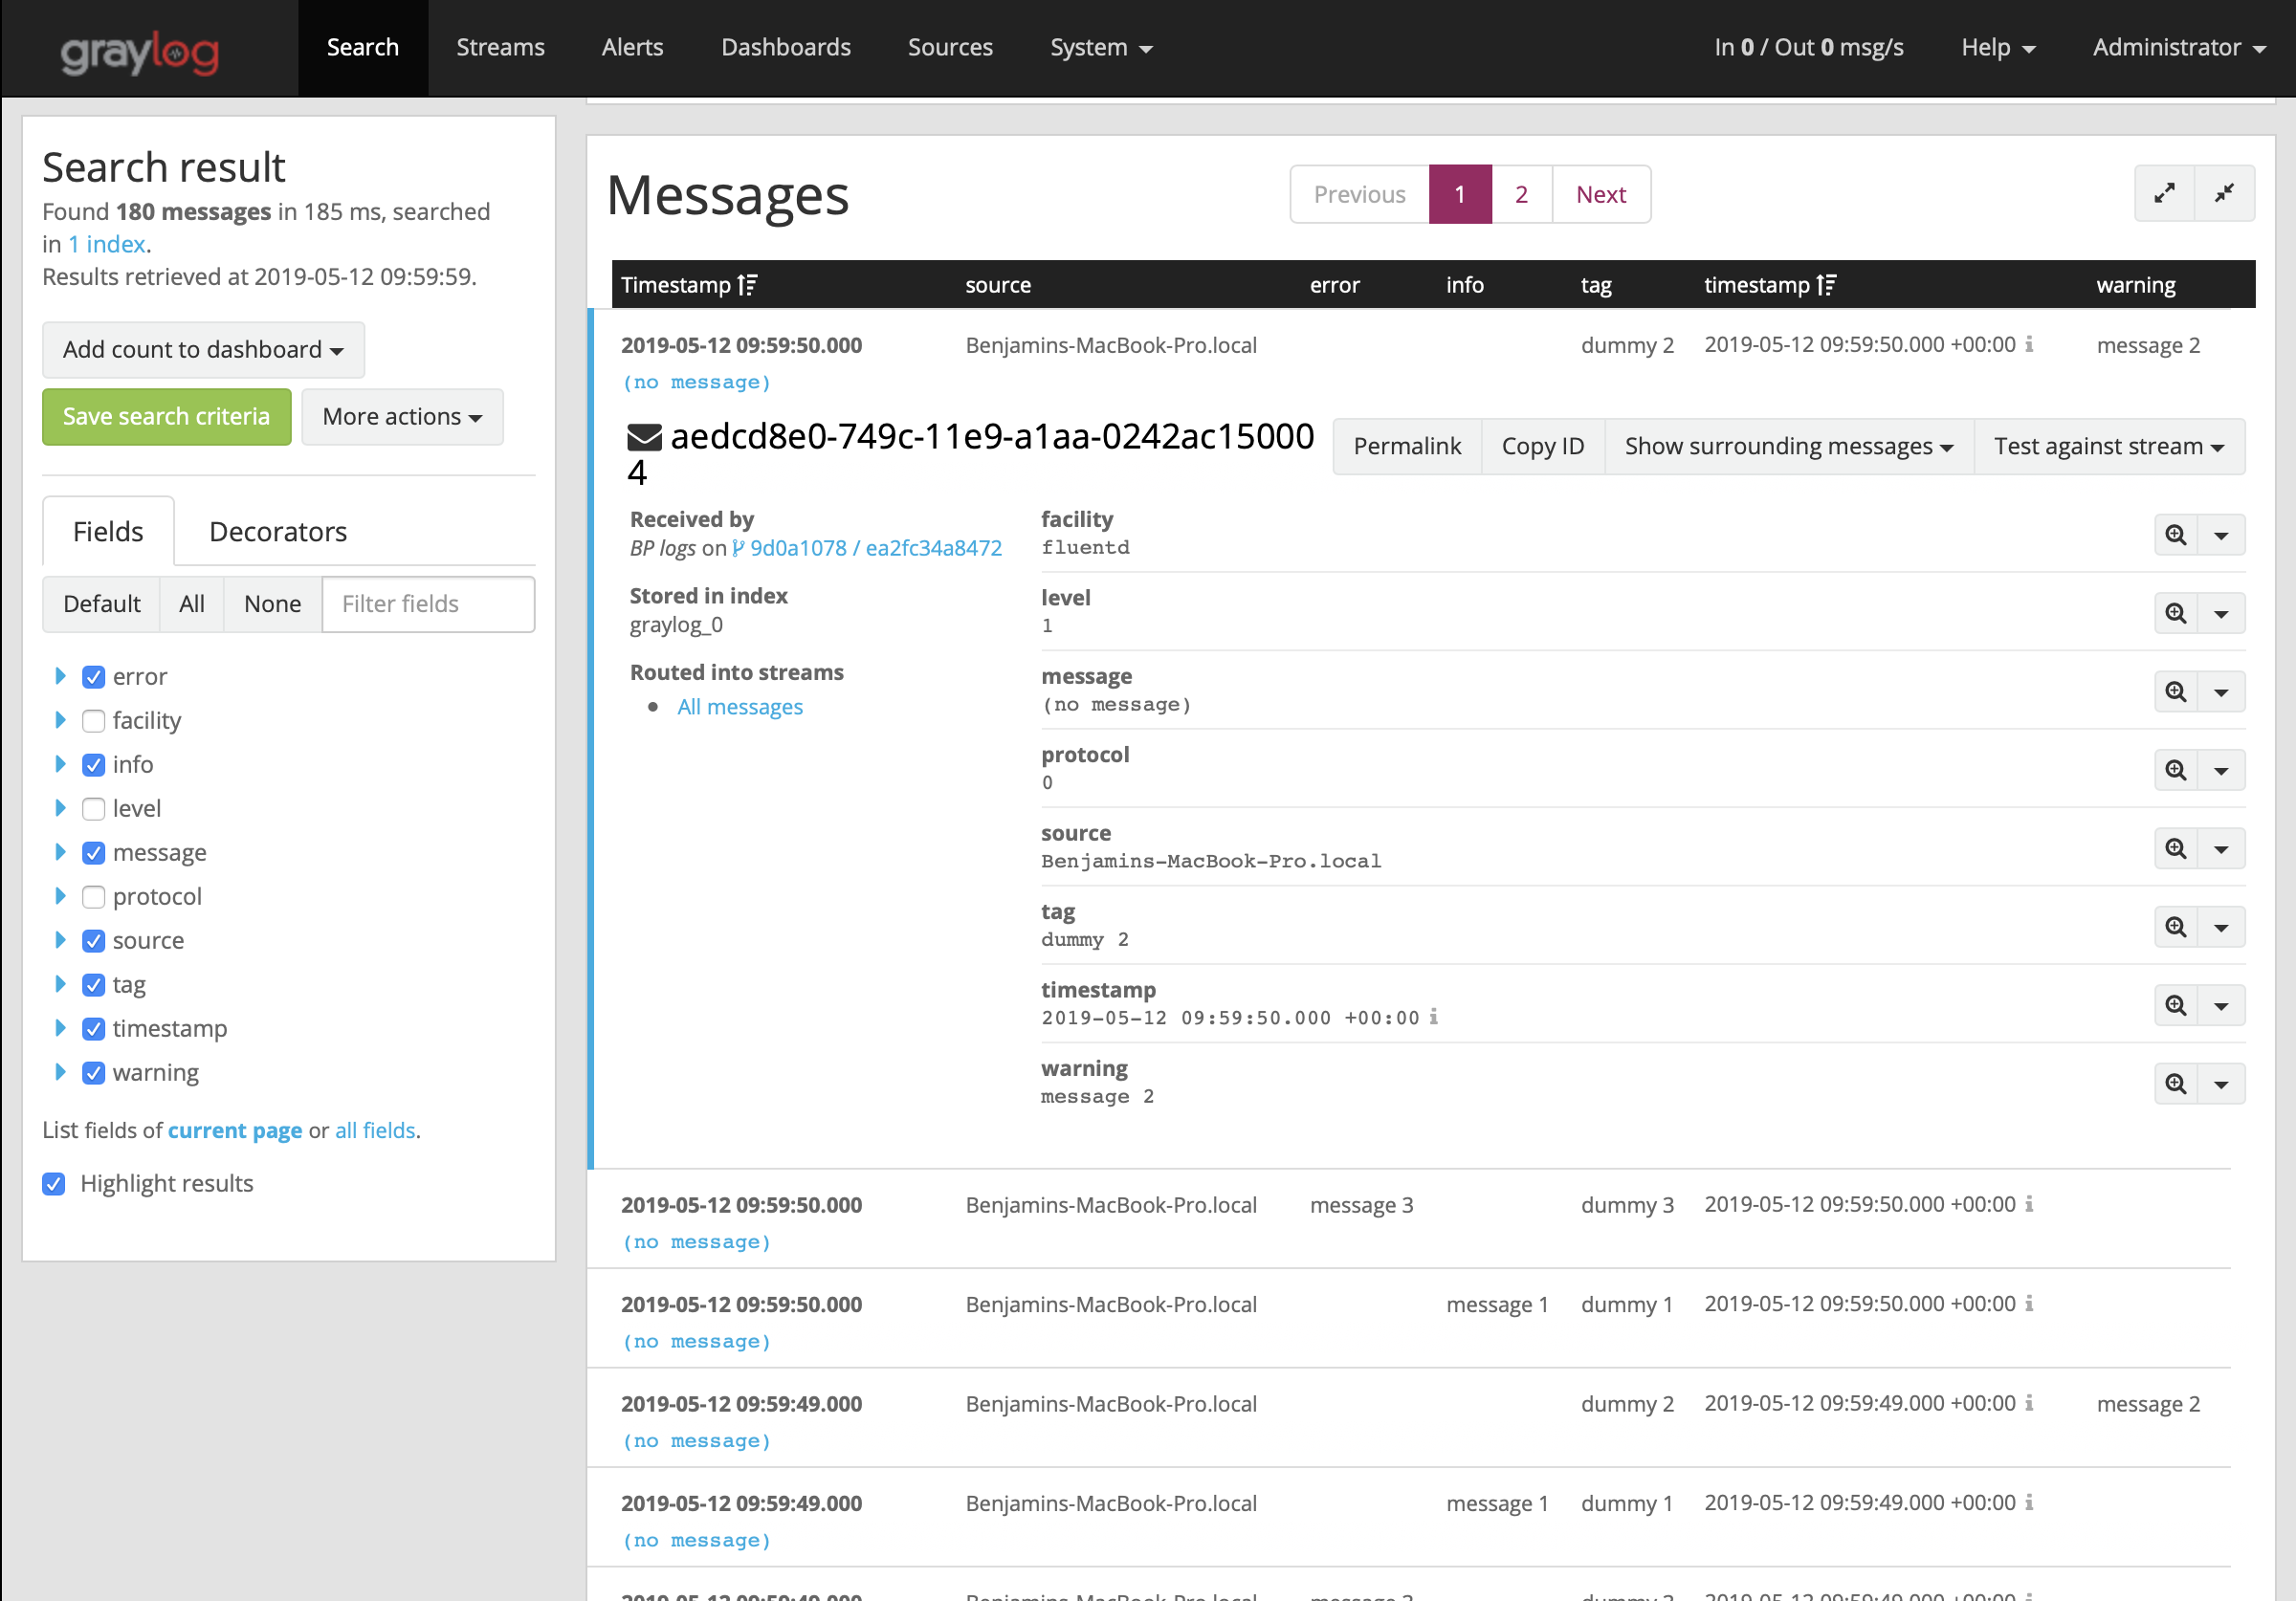 graylog
Search
Streams
Alerts
Dashboards
Sources
System
In 0 / Out 0 msg/s
Help
Administrator
Search result
Found 180 messages in 185 ms, searched
in 1 index.
Results retrieved at 2019-05-12 09:59:59.
Add count to dashboard
Save search criteria
More actions
Fields
Decorators
Default
All
None
Filter fields
error
facility
info
level
message
protocol
source
tag
timestamp
warning
List fields of current page or all fields.
Highlight results
Messages
Previous 1 2 Next
Timestamp source error info tag timestamp warning
2019-05-12 09:59:50.000 Benjamins-MacBook-Pro.local dummy 2 2019-05-12 09:59:50.000 +00:00 message 2
(no message)
aedcd8e0-749c-11e9-a1aa-0242ac15000
4
Permalink
Copy ID
Show surrounding messages
Test against stream
Received by
BP logs on 9d0a1078 / ea2fc34a8472
Stored in index
graylog_0
Routed into streams
All messages
facility
fluentd
level
1
message
(no message)
protocol
0
source
Benjamins-MacBook-Pro.local
tag
dummy 2
timestamp
2019-05-12 09:59:50.000 +00:00
warning
message 2
2019-05-12 09:59:50.000 Benjamins-MacBook-Pro.local message 3 dummy 3 2019-05-12 09:59:50.000 +00:00
(no message)
2019-05-12 09:59:50.000 Benjamins-MacBook-Pro.local message 1 dummy 1 2019-05-12 09:59:50.000 +00:00
(no message)
2019-05-12 09:59:49.000 Benjamins-MacBook-Pro.local dummy 2 2019-05-12 09:59:49.000 +00:00 message 2
(no message)
2019-05-12 09:59:49.000 Benjamins-MacBook-Pro.local message 1 dummy 1 2019-05-12 09:59:49.000 +00:00
(no message)